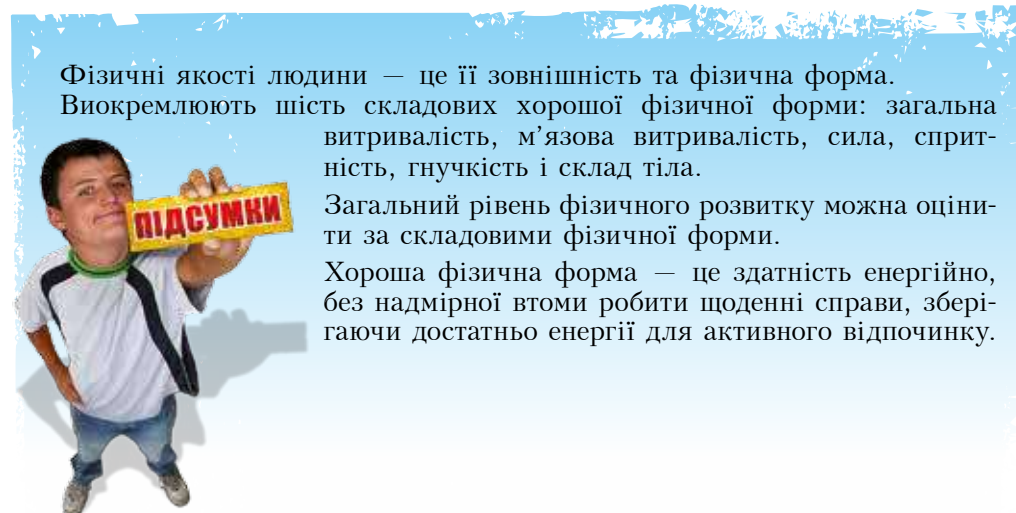 Фізичні якості людини — це її зовнішність та фізична форма.
Виокремлюють шість складових хорошої фізичної форми: загальна
витривалість, м’язова витривалість, сила, сприт-
ність, гнучкість і склад тіла.
ПІДСУМКИ
Загальний рівень фізичного розвитку можна оціни-
ти за складовими фізичної форми.
Хороша фізична форма — це здатність енергійно,
без надмірної втоми робити щоденні справи, збері-
гаючи достатньо енергії для активного відпочинку.